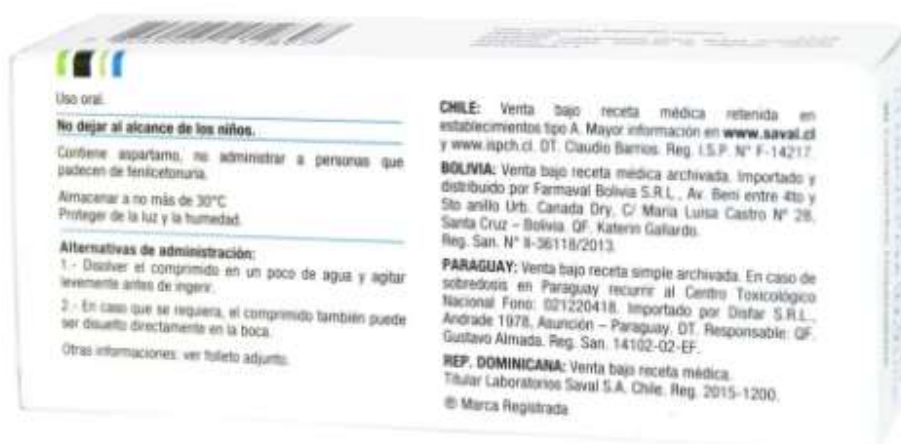 Uso oral.
No dejar al alcance de los niños.
Contiene aspartamo, no administrar a personas que
padecen de fenilcetonuria.
Almacenar a no más de 30°C
Proteger de la luz y la humedad.
Alternativas de administración:
1.- Disolver el comprimido en un poco de agua y agitar
levemente antes de ingerir.
2.- En caso que se requiera, el comprimido también puede
ser disuelto directamente en la boca.
Otras informaciones: ver folleto adjunto.
CHILE: Venta bajo receta médica retenida en
establecimientos tipo A. Mayor información en www.saval.cl
y www.ispch.cl. DT. Claudio Barrios. Reg. I.S.P. N° F-14217.
BOLIVIA: Venta bajo receta médica archivada. Importado y
distribuido por Farmaval Bolivia S.R.L., Av. Beni entre 4to y
5to anillo Urb. Canada Dry, C/ Maria Luisa Castro N° 28,
Santa Cruz – Bolivia. QF. Katerin Gallardo.
Reg. San. N° II-36118/2013.
PARAGUAY: Venta bajo receta simple archivada. En caso de
sobredosis en Paraguay recurrir al Centro Toxicológico
Nacional Fono: 021220418. Importado por Disfar S.R.L.,
Andrade 1978, Asunción – Paraguay. DT. Responsable: QF.
Gustavo Almada. Reg. San. 14102-02-EF.
REP. DOMINICANA: Venta bajo receta médica.
Titular Laboratorios Saval S.A. Chile. Reg. 2015-1200.
® Marca Registrada